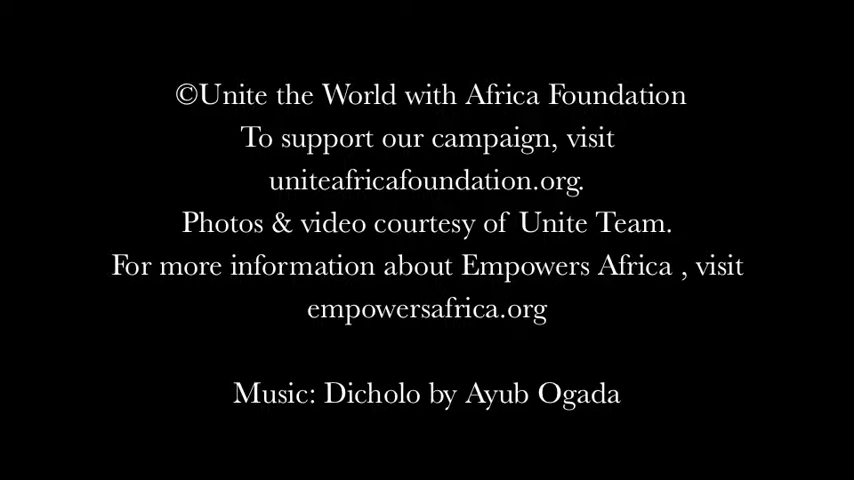 ©Unite the World with Africa Foundation
To support our campaign, visit
uniteafricafoundation.org.
Photos & video courtesy of Unite Team.
For more information about Empowers Africa , visit
empowersafrica.org
Music: Dicholo by Ayub Ogada